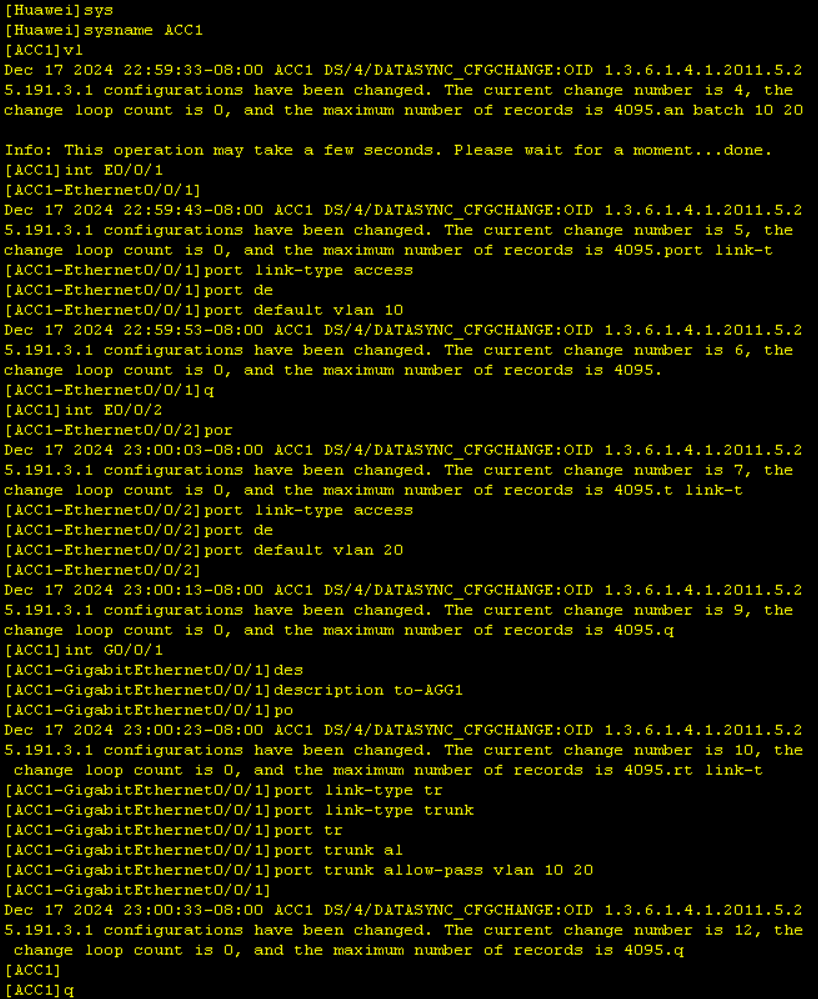 [Huawei]sys
[Huawei]sysname ACC1
[ACC1]vl
Dec 17 2024 22:59:33-08:00 ACC1 DS/4/DATASYNC_CFGCHANGE:OID 1.3.6.1.4.1.2011.5.2
5.191.3.1 configurations have been changed. The current change number is 4, the
change loop count is 0, and the maximum number of records is 4095.an batch 10 20

Info: This operation may take a few seconds. Please wait for a moment...done.
[ACC1]int E0/0/1
[ACC1-Ethernet0/0/1]
Dec 17 2024 22:59:43-08:00 ACC1 DS/4/DATASYNC_CFGCHANGE:OID 1.3.6.1.4.1.2011.5.2
5.191.3.1 configurations have been changed. The current change number is 5, the
change loop count is 0, and the maximum number of records is 4095.port link-t
[ACC1-Ethernet0/0/1]port link-type access
[ACC1-Ethernet0/0/1]port de
[ACC1-Ethernet0/0/1]port default vlan 10
Dec 17 2024 22:59:53-08:00 ACC1 DS/4/DATASYNC_CFGCHANGE:OID 1.3.6.1.4.1.2011.5.2
5.191.3.1 configurations have been changed. The current change number is 6, the
change loop count is 0, and the maximum number of records is 4095.
[ACC1-Ethernet0/0/1]q
[ACC1]int E0/0/2
[ACC1-Ethernet0/0/2]por
Dec 17 2024 23:00:03-08:00 ACC1 DS/4/DATASYNC_CFGCHANGE:OID 1.3.6.1.4.1.2011.5.2
5.191.3.1 configurations have been changed. The current change number is 7, the
change loop count is 0, and the maximum number of records is 4095.t link-t
[ACC1-Ethernet0/0/2]port link-type access
[ACC1-Ethernet0/0/2]port de
[ACC1-Ethernet0/0/2]port default vlan 20
[ACC1-Ethernet0/0/2]
Dec 17 2024 23:00:13-08:00 ACC1 DS/4/DATASYNC_CFGCHANGE:OID 1.3.6.1.4.1.2011.5.2
5.191.3.1 configurations have been changed. The current change number is 9, the
change loop count is 0, and the maximum number of records is 4095.q
[ACC1]int G0/0/1
[ACC1-GigabitEthernet0/0/1]des
[ACC1-GigabitEthernet0/0/1]description to-AGG1
[ACC1-GigabitEthernet0/0/1]po
Dec 17 2024 23:00:23-08:00 ACC1 DS/4/DATASYNC_CFGCHANGE:OID 1.3.6.1.4.1.2011.5.2
5.191.3.1 configurations have been changed. The current change number is 10, the
 change loop count is 0, and the maximum number of records is 4095.rt link-t
[ACC1-GigabitEthernet0/0/1]port link-type tr
[ACC1-GigabitEthernet0/0/1]port link-type trunk
[ACC1-GigabitEthernet0/0/1]port tr
[ACC1-GigabitEthernet0/0/1]port trunk al
[ACC1-GigabitEthernet0/0/1]port trunk allow-pass vlan 10 20
[ACC1-GigabitEthernet0/0/1]
Dec 17 2024 23:00:33-08:00 ACC1 DS/4/DATASYNC_CFGCHANGE:OID 1.3.6.1.4.1.2011.5.2
5.191.3.1 configurations have been changed. The current change number is 12, the
 change loop count is 0, and the maximum number of records is 4095.q
[ACC1]
[ACC1]q